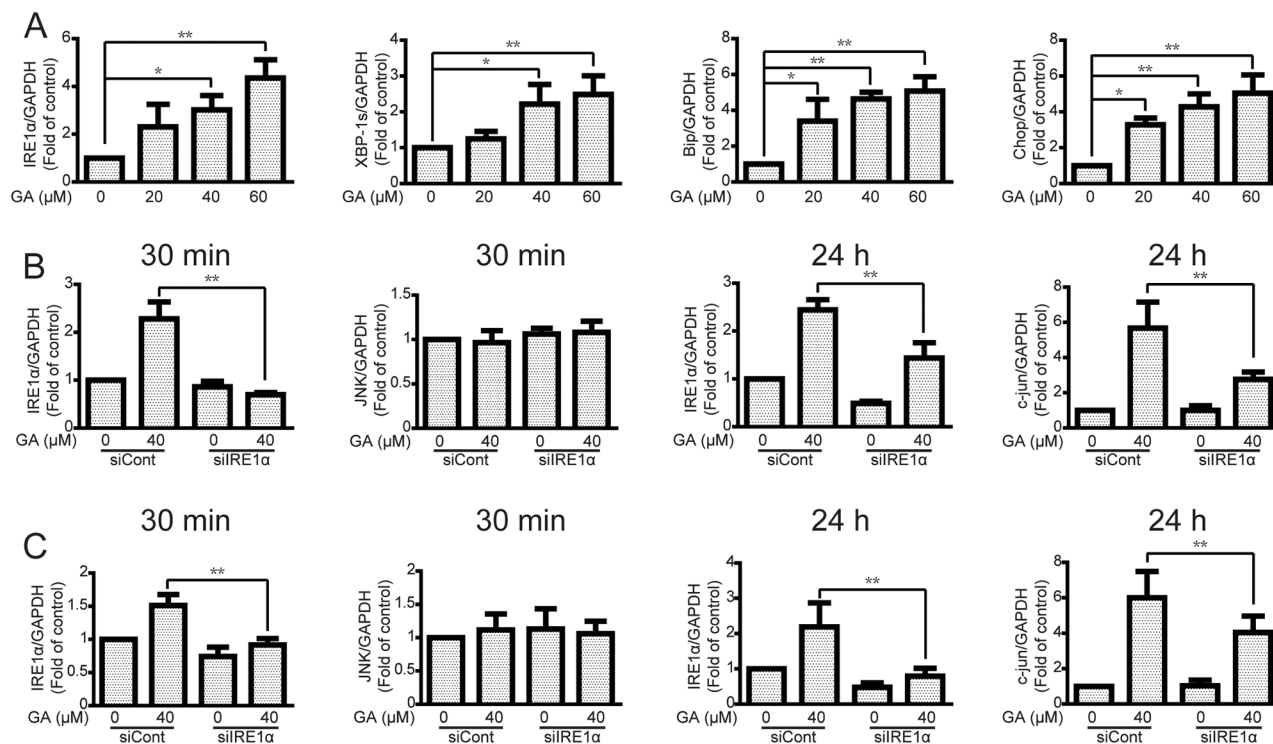 A
IRE1α/GAPDH
(Fold of control)
6
4
2
0
*
**
GA (µM)
0 20 40 60
XBP-1s/GAPDH
(Fold of control)
4
3
2
1
0
*
**
0 20 40 60
Bip/GAPDH
(Fold of control)
8
6
4
2
0
*
**
**
0 20 40 60
Chop/GAPDH
(Fold of control)
8
6
4
2
0
*
**
**
0 20 40 60
GA (µM)
GA (µM)
GA (µM)
B
30 min
IRE1α/GAPDH
(Fold of control)
3
2
1
0
**
GA (µM)
0 40 0 40
siCont siIRE1α
30 min
JNK/GAPDH
(Fold of control)
1.5
1
0.5
0
GA (µM)
0 40 0 40
siCont siIRE1α
24 h
IRE1α/GAPDH
(Fold of control)
3
2
1
0
**
GA (µM)
0 40 0 40
siCont siIRE1α
24 h
c-jun/GAPDH
(Fold of control)
8
6
4
2
0
**
GA (µM)
0 40 0 40
siCont siIRE1α
C
30 min
IRE1α/GAPDH
(Fold of control)
2
1.5
1
0.5
0
**
GA (µM)
0 40 0 40
siCont siIRE1α
30 min
JNK/GAPDH
(Fold of control)
2
1.5
1
0.5
0
GA (µM)
0 40 0 40
siCont siIRE1α
24 h
IRE1α/GAPDH
(Fold of control)
4
3
2
1
0
**
GA (µM)
0 40 0 40
siCont siIRE1α
24 h
c-jun/GAPDH
(Fold of control)
8
6
4
2
0
**
GA (µM)
0 40 0 40
siCont siIRE1α